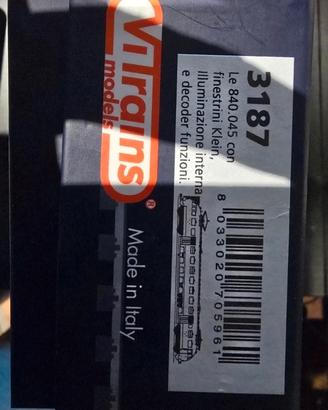 ViTrains®
models
Made in Italy
3187
Le 840.045 con
finestrini Klein,
illuminazione interna
e decoder funzioni.
8 033020 705961